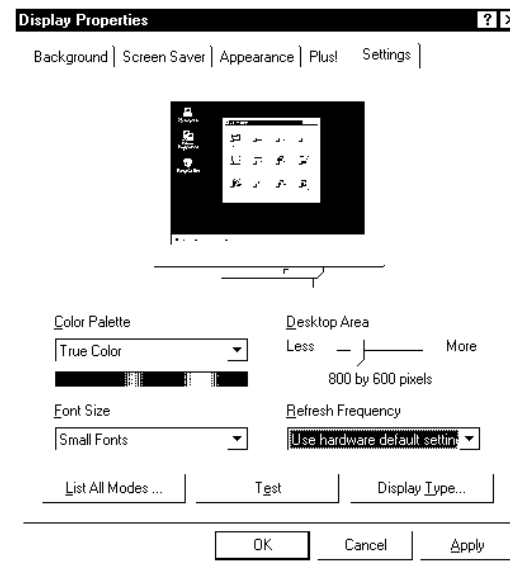 Display Properties
?
Background Screen Saver Appearance Plus! Settings
Color Palette
True Color
Desktop Area
Less More
800 by 600 pixels
Font Size
Small Fonts
Refresh Frequency
Use hardware default settin
List All Modes ... Test Display Type...
OK Cancel Apply